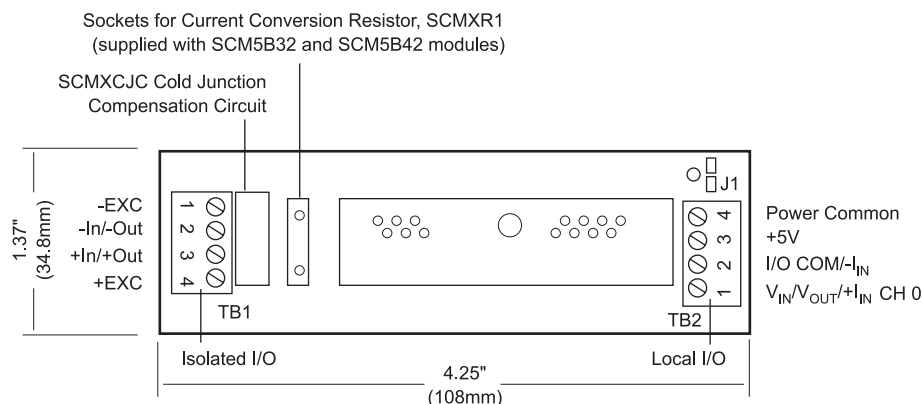 Sockets for Current Conversion Resistor, SCMXR1
(supplied with SCM5B32 and SCM5B42 modules)
SCMXCJC Cold Junction
Compensation Circuit
1.37"
(34.8mm)
-EXC
-In/-Out
+In/+Out
+EXC
1
2
3
4
TB1
Isolated I/O
J1
4
3
2
1
TB2
Local I/O
Power Common
+5V
I/O COM/-IIN
VIN/VOUT/+IIN CH 0
4.25"
(108mm)